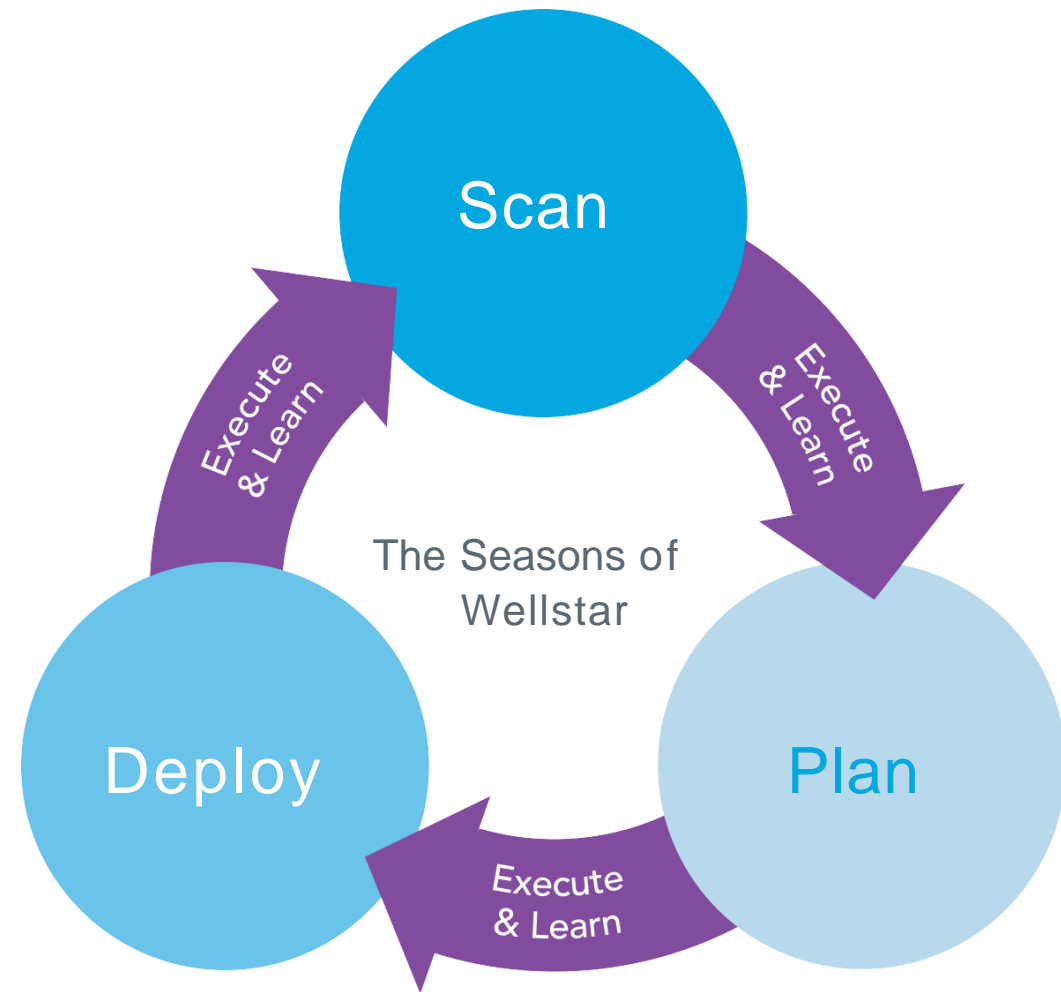 Scan
Execute
& Learn
Execute
& Learn
The Seasons of
Wellstar
Deploy
Plan
Execute
& Learn